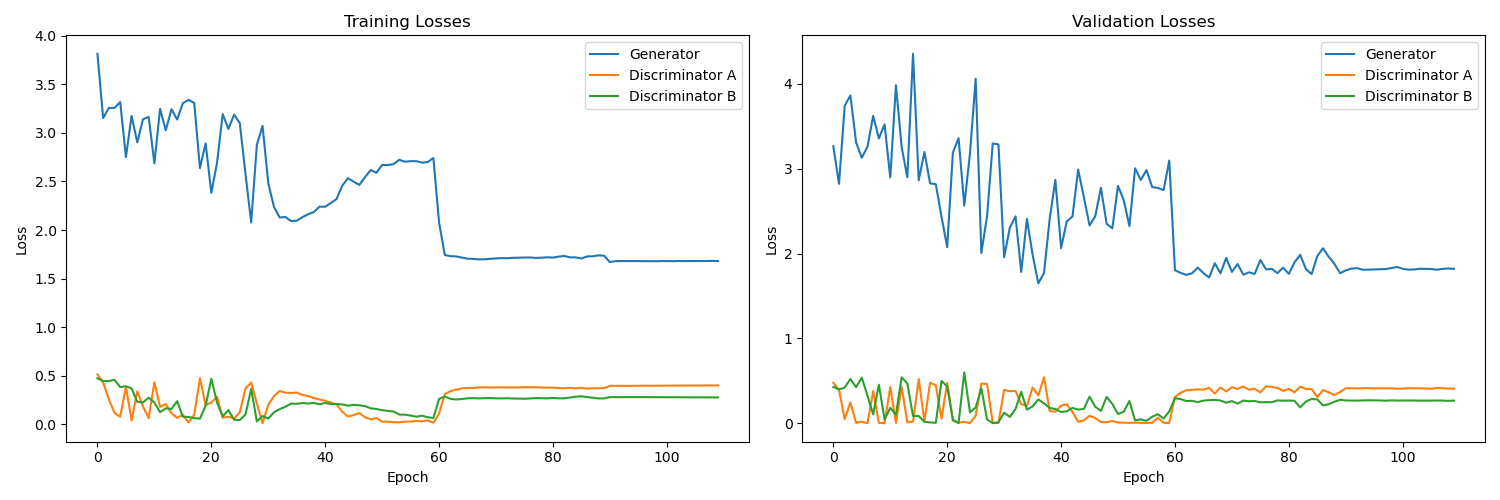 Training Losses
Loss
4.0
3.5
3.0
2.5
2.0
1.5
1.0
0.5
0.0
Generator
Discriminator A
Discriminator B
0 20 40 60 80 100
Epoch
Validation Losses
Loss
4
3
2
1
0
Generator
Discriminator A
Discriminator B
0 20 40 60 80 100
Epoch